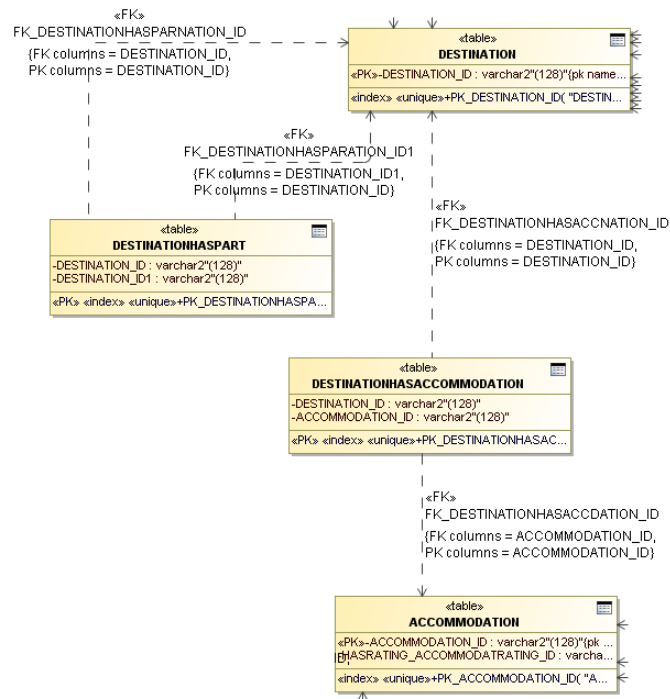 «FK»
FK_DESTINATIONHASPARNATION_ID
{FK columns = DESTINATION_ID,
PK columns = DESTINATION_ID}
«table»
DESTINATION
«PK»-DESTINATION_ID : varchar2"(128)"{pk name...
«index» «unique»+PK_DESTINATION_ID( "DESTIN...
«FK»
FK_DESTINATIONHASPARATION_ID1
{FK columns = DESTINATION_ID1,
PK columns = DESTINATION_ID}
«FK»
FK_DESTINATIONHASACCNATION_ID
{FK columns = DESTINATION_ID,
PK columns = DESTINATION_ID}
«table»
DESTINATIONHASPART
-DESTINATION_ID : varchar2"(128)"
-DESTINATION_ID1 : varchar2"(128)"
«PK» «index» «unique»+PK_DESTINATIONHASPA...
«table»
DESTINATIONHASACCOMMODATION
-DESTINATION_ID : varchar2"(128)"
-ACCOMMODATION_ID : varchar2"(128)"
«PK» «index» «unique»+PK_DESTINATIONHASAC...
«FK»
FK_DESTINATIONHASACCDATION_ID
{FK columns = ACCOMMODATION_ID,
PK columns = ACCOMMODATION_ID}
«table»
ACCOMMODATION
«PK»-ACCOMMODATION_ID : varchar2"(128)"{pk ...
-HASRATING_ACCOMMODATRATING_ID : varcha...
«index» «unique»+PK_ACCOMMODATION_ID( "A...